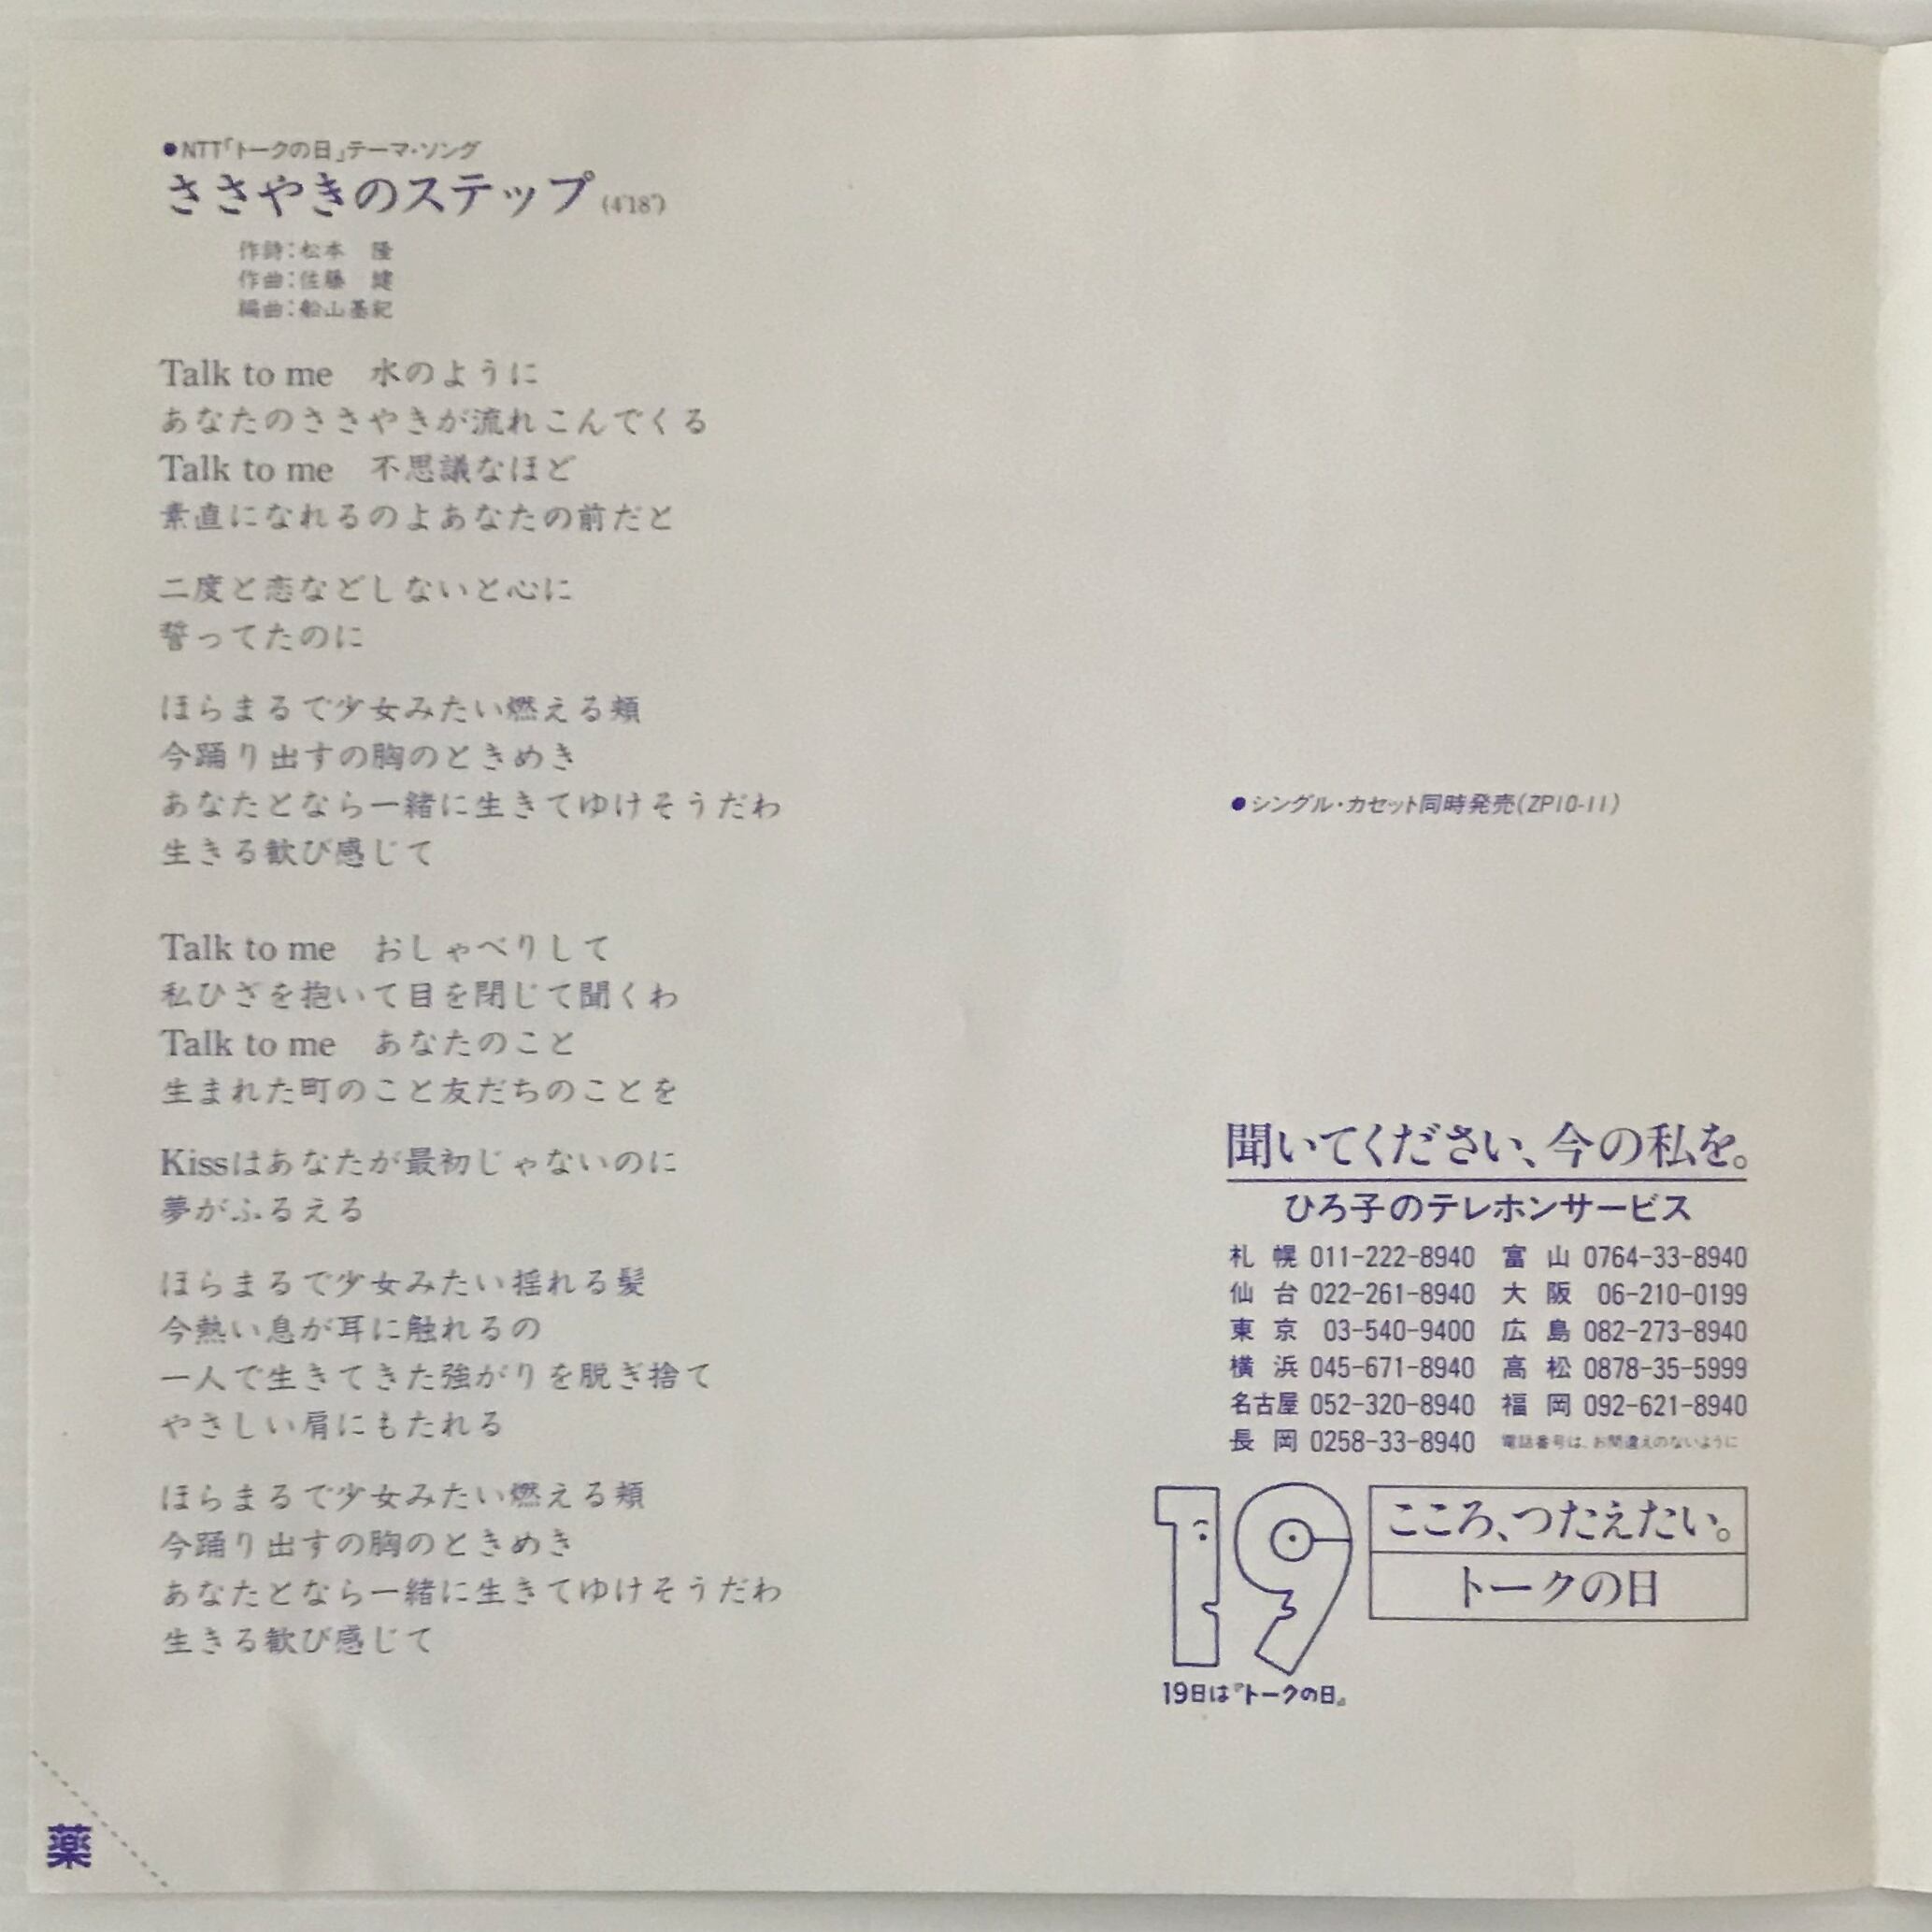 ●NTT「トークの日」テーマ・ソング
ささやきのステップ(4'18")
作詩:松本　隆
作曲:佐藤　健
編曲:船山基紀
Talk to me　水のように
あなたのささやきが流れこんでくる
Talk to me　不思議なほど
素直になれるのよあなたの前だと
二度と恋などしないと心に
誓ってたのに
ほらまるで少女みたい燃える頬
今踊り出すの胸のときめき
あなたとなら一緒に生きてゆけそうだわ
生きる歓び感じて
Talk to me　おしゃべりして
私ひざを抱いて目を閉じて聞くわ
Talk to me　あなたのこと
生まれた町のこと友だちのことを
Kissはあなたが最初じゃないのに
夢がふるえる
ほらまるで少女みたい揺れる髪
今熱い息が耳に触れるの
一人で生きてきた強がりを脱ぎ捨て
やさしい肩にもたれる
ほらまるで少女みたい燃える頬
今踊り出すの胸のときめき
あなたとなら一緒に生きてゆけそうだわ
生きる歓び感じて
●シングル・カセット同時発売(ZP10-11)
聞いてください、今の私を。
ひろ子のテレホンサービス
札　幌 011-222-8940　富　山 0764-33-8940
仙　台 022-261-8940　大　阪 06-210-0199
東　京 03-540-9400　広　島 082-273-8940
横　浜 045-671-8940　高　松 0878-35-5999
名古屋 052-320-8940　福　岡 092-621-8940
長　岡 0258-33-8940　電話番号は、お間違えのないように
19
こころ、つたえたい。
トークの日
19日は『トークの日』
薬